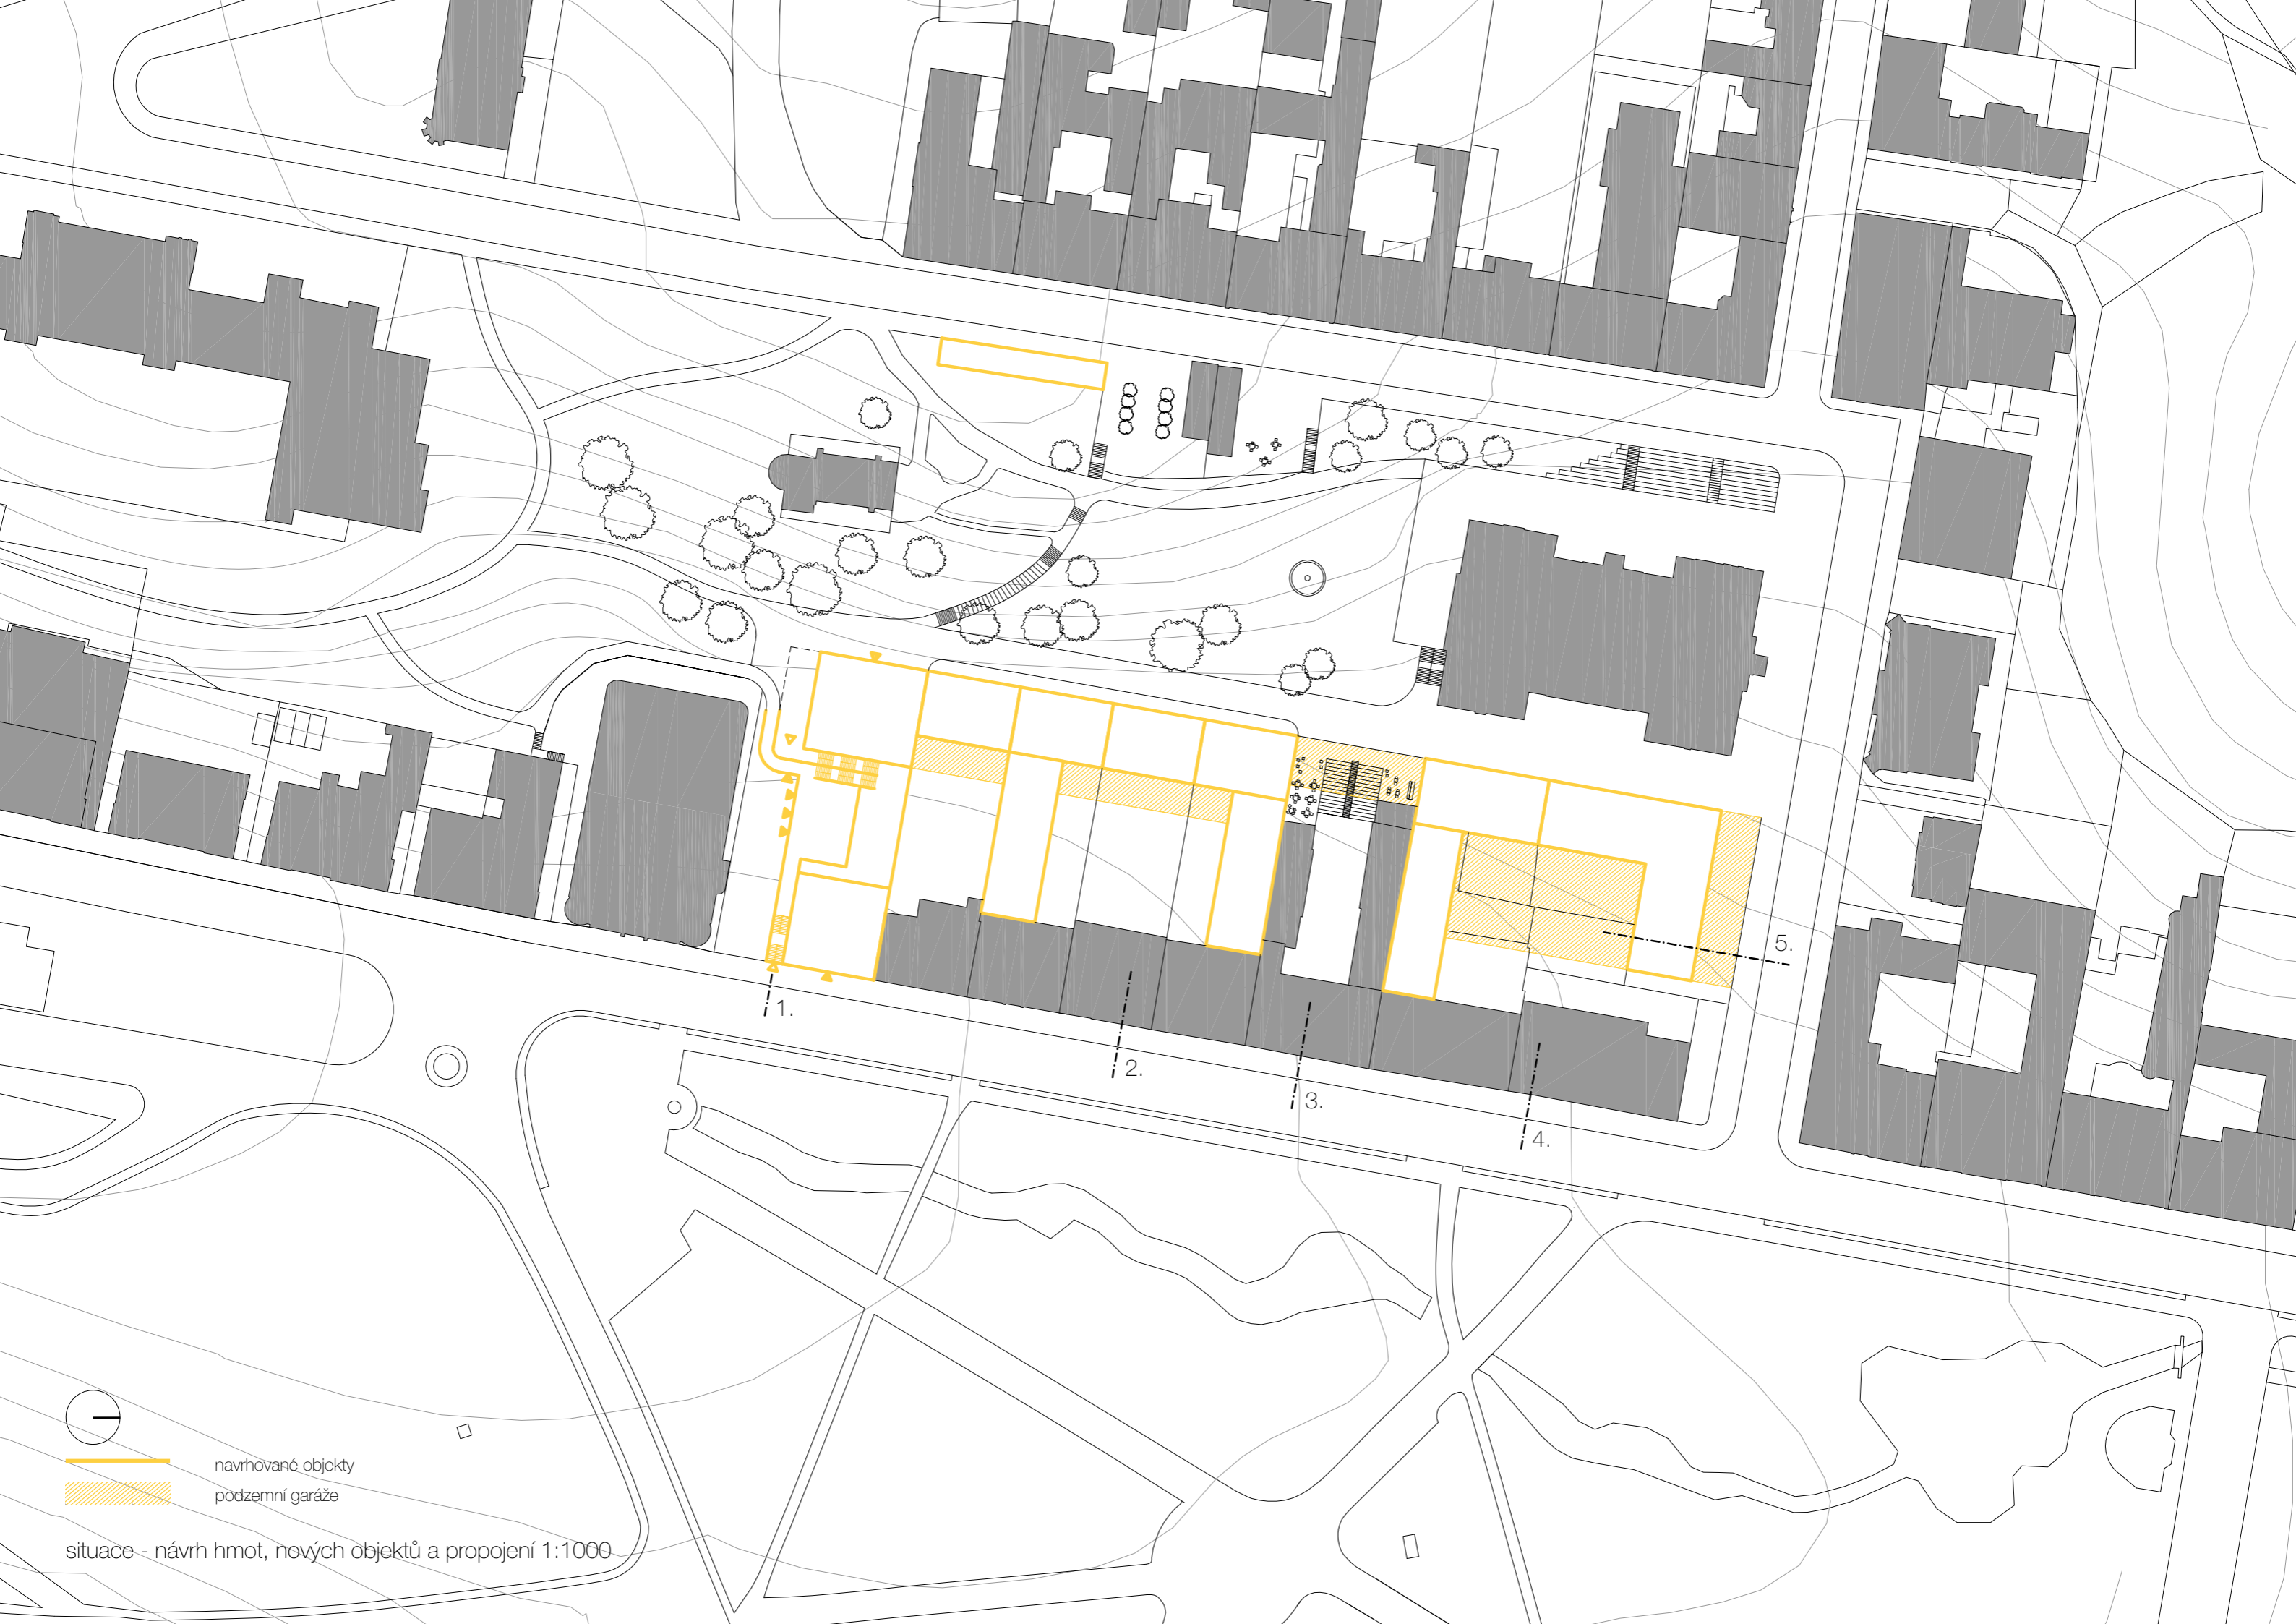 5.
1.
2.
3.
4.
navrhované objekty
podzemní garáže
situace - návrh hmot, nových objektů a propojení 1:1000